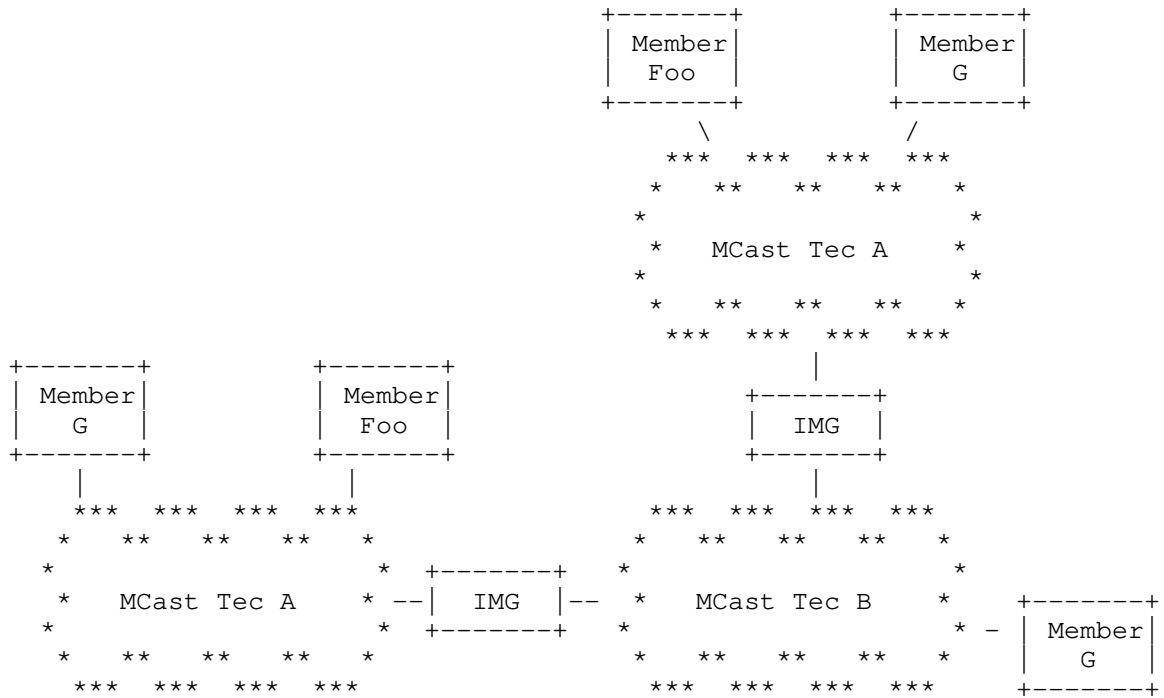 Member Member
Foo G
MCast Tec A
Member Member
G Foo
IMG
MCast Tec A IMG MCast Tec B
Member
G